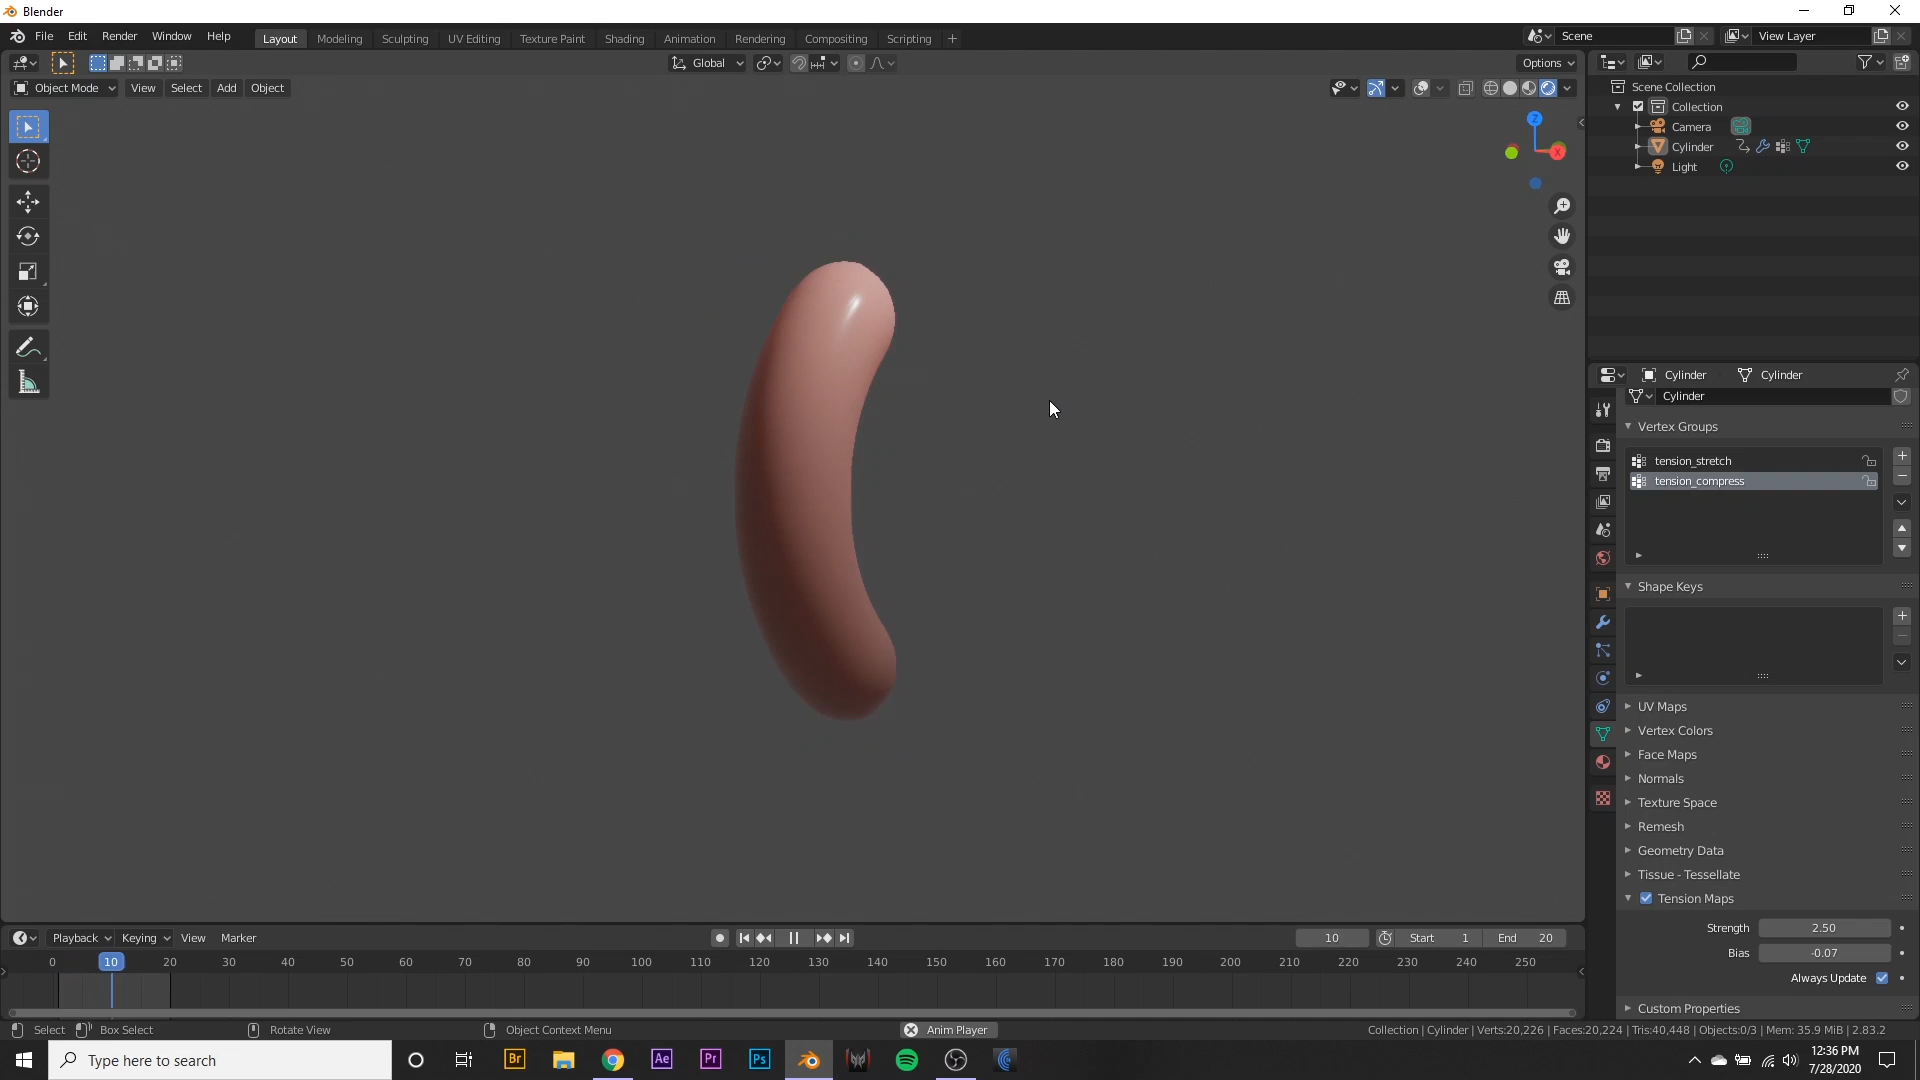 Blender
File Edit Render Window Help Layout Modeling Sculpting UV Editing Texture Paint Shading Animation Rendering Compositing Scripting + Scene View Layer
Global Options
Object Mode View Select Add Object
Z
X
Scene Collection
Collection
Camera
Cylinder
Light
Cylinder Cylinder
Cylinder
Vertex Groups
tension_stretch
tension_compress
Shape Keys
UV Maps
Vertex Colors
Face Maps
Normals
Texture Space
Remesh
Geometry Data
Tissue - Tessellate
Tension Maps
Strength 2.50
Bias -0.07
Always Update
Custom Properties
Playback Keying View Marker 10 Start 1 End 20
0 10 20 30 40 50 60 70 80 90 100 110 120 130 140 150 160 170 180 190 200 210 220 230 240 250
Select Box Select Rotate View Object Context Menu Anim Player Collection | Cylinder | Verts:20,226 | Faces:20,224 | Tris:40,448 | Objects:0/3 | Mem: 35.9 MiB | 2.83.2
Type here to search Br Ae Pr Ps
12:36 PM
7/28/2020